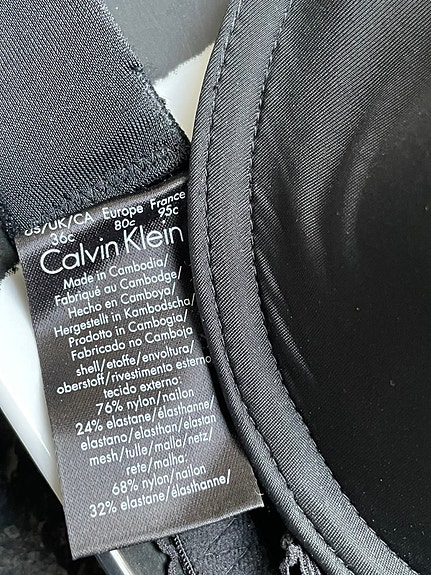 US/UK/CA Europe France
36C 80C 95C
Calvin Klein
Made in Cambodia/
Fabriqué au Cambodge/
Hecho en Camboya/
Hergestellt in Kambodscha/
Prodotto in Cambogia/
Fabricado no Camboja
shell/etoffe/envoltura/
oberstoff/rivestimento esterno
tecido externo:
76% nylon/nailon
24% elastane/élasthanne/
elastano/elasthan/elastan
mesh/tulle/malla/netz/
rete/malha:
68% nylon/nailon
32% elastane/élasthanne/